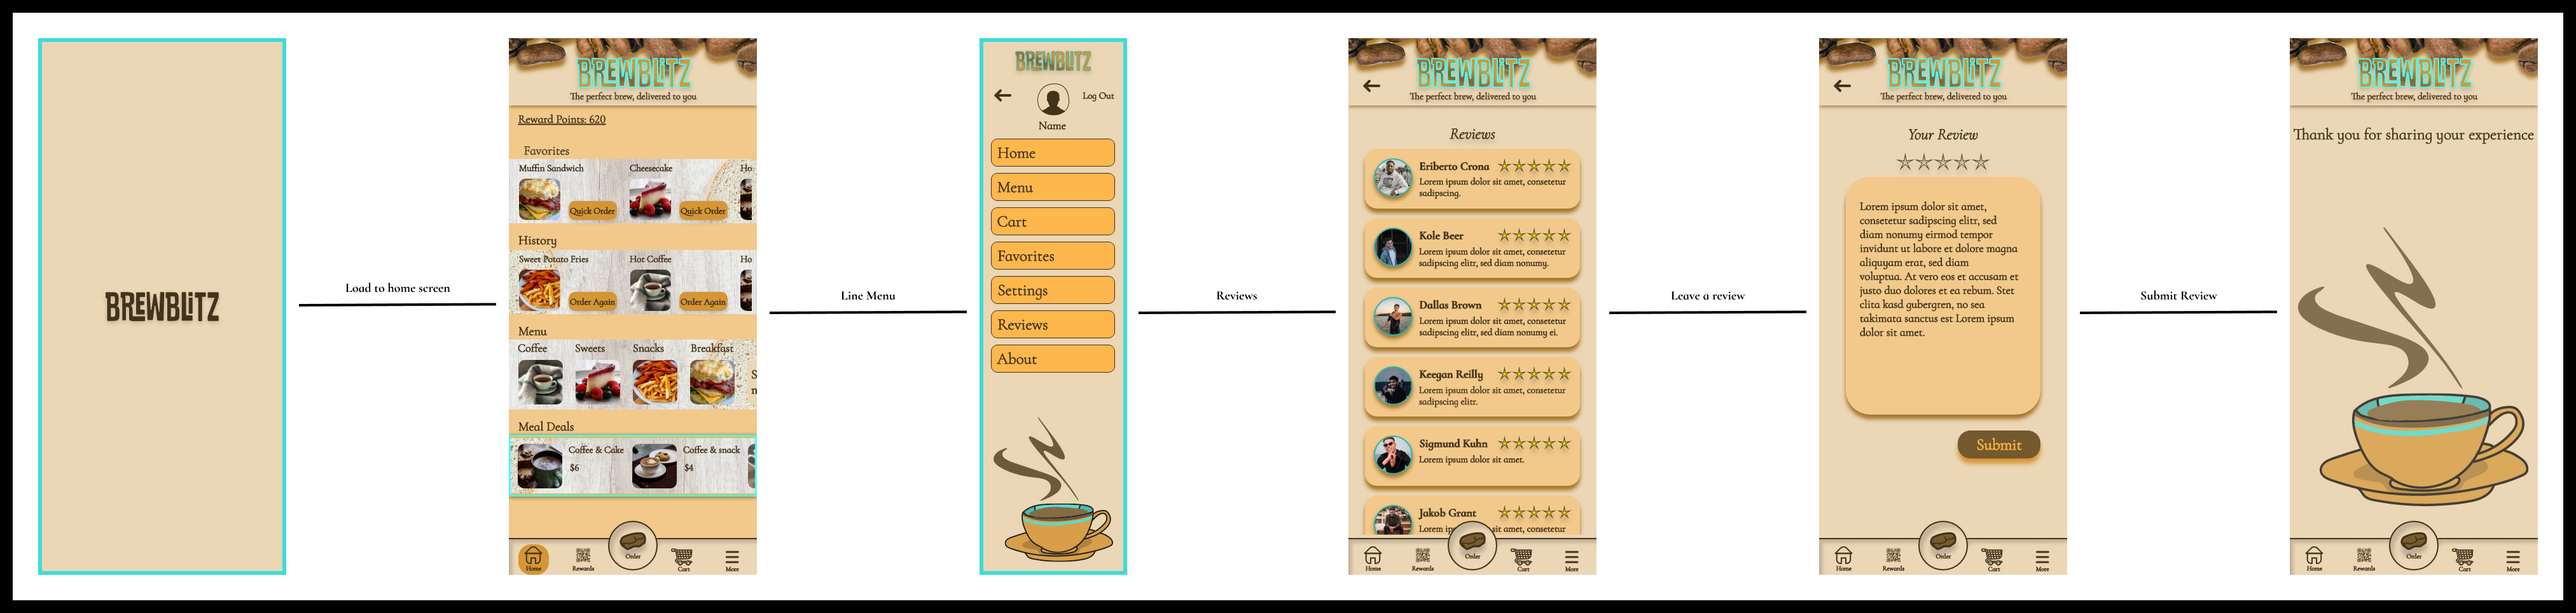 BREWBLITZ
Load to home screen
BREWBLITZ
The perfect brew, delivered to you
Reward Points: 620
Favorites
Muffin Sandwich
Cheesecake
Ho
Quick Order
Quick Order
History
Sweet Potato Fries
Hot Coffee
Ho
Order Again
Order Again
Menu
Coffee
Sweets
Snacks
Breakfast
S
Meal Deals
Coffee & Cake
$6
Coffee & snack
$4
Home
Rewards
Order
Cart
More
Line Menu
BREWBLITZ
Log Out
Name
Home
Menu
Cart
Favorites
Settings
Reviews
About
Reviews
BREWBLITZ
The perfect brew, delivered to you
Reviews
Eriberto Crona
Lorem ipsum dolor sit amet, consetetur
sadipscing.
Kole Beer
Lorem ipsum dolor sit amet, consetetur
sadipscing elitr, sed diam nonumy.
Dallas Brown
Lorem ipsum dolor sit amet, consetetur
sadipscing elitr, sed diam nonumy ei.
Keegan Reilly
Lorem ipsum dolor sit amet, consetetur
sadipscing elitr.
Sigmund Kuhn
Lorem ipsum dolor sit amet.
Jakob Grant
Lorem ip sit amet, consetetur
Home
Rewards
Order
Cart
More
Leave a review
BREWBLITZ
The perfect brew, delivered to you
Your Review
Lorem ipsum dolor sit amet,
consetetur sadipscing elitr, sed
diam nonumy eirmod tempor
invidunt ut labore et dolore magna
aliquyam erat, sed diam
voluptua. At vero eos et accusam et
justo duo dolores et ea rebum. Stet
clita kasd gubergren, no sea
takimata sanctus est Lorem ipsum
dolor sit amet.
Submit
Home
Rewards
Order
Cart
More
Submit Review
BREWBLITZ
The perfect brew, delivered to you
Thank you for sharing your experience
Home
Rewards
Order
Cart
More